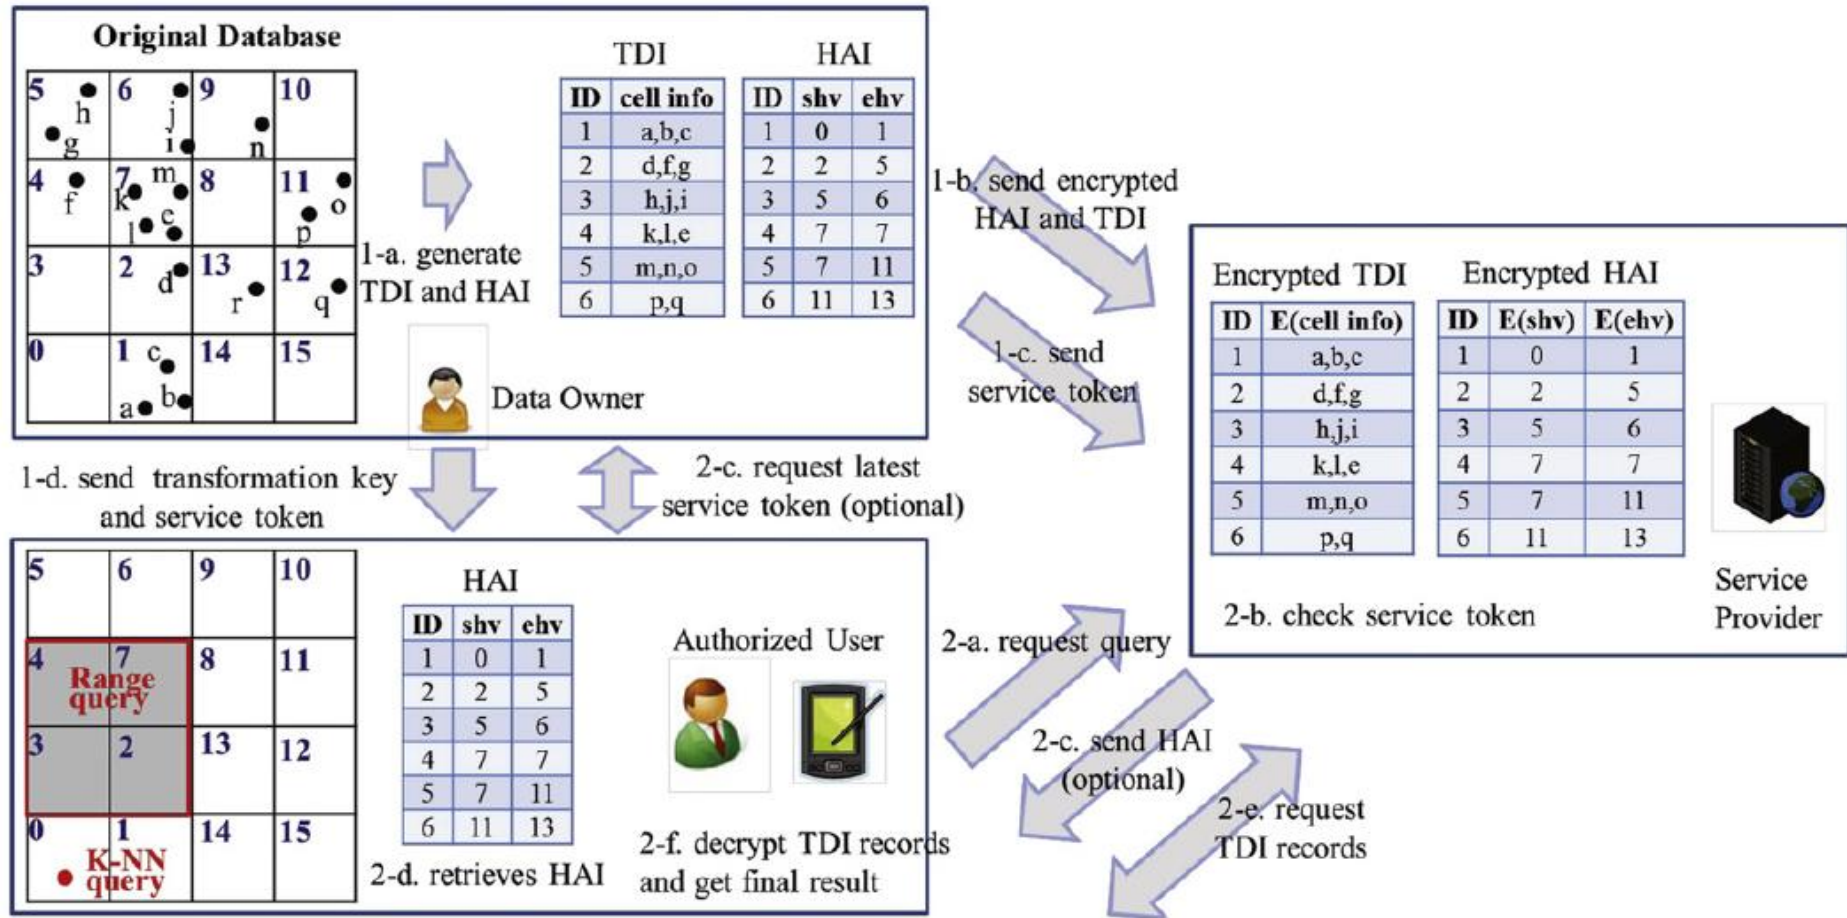 Original Database
5 h g
6 j i
9 n
10
4 f
7 k m l e
8
11 o p
3
2 d
13 r
12 q
0
1 c a b
14
15
1-a. generate
TDI and HAI
TDI
ID cell info
1 a,b,c
2 d,f,g
3 h,j,i
4 k,l,e
5 m,n,o
6 p,q
HAI
ID shv ehv
1 0 1
2 2 5
3 5 6
4 7 7
5 7 11
6 11 13
Data Owner
1-b. send encrypted
HAI and TDI
1-c. send
service token
Encrypted TDI
ID E(cell info)
1 a,b,c
2 d,f,g
3 h,j,i
4 k,l,e
5 m,n,o
6 p,q
Encrypted HAI
ID E(shv) E(ehv)
1 0 1
2 2 5
3 5 6
4 7 7
5 7 11
6 11 13
2-b. check service token
Service
Provider
1-d. send transformation key
and service token
2-c. request latest
service token (optional)
5 6 9 10
4 7 8 11
Range
query
3 2 13 12
0 1 14 15
K-NN
query
HAI
ID shv ehv
1 0 1
2 2 5
3 5 6
4 7 7
5 7 11
6 11 13
2-d. retrieves HAI
Authorized User
2-f. decrypt TDI records
and get final result
2-a. request query
2-c. send HAI
(optional)
2-e. request
TDI records